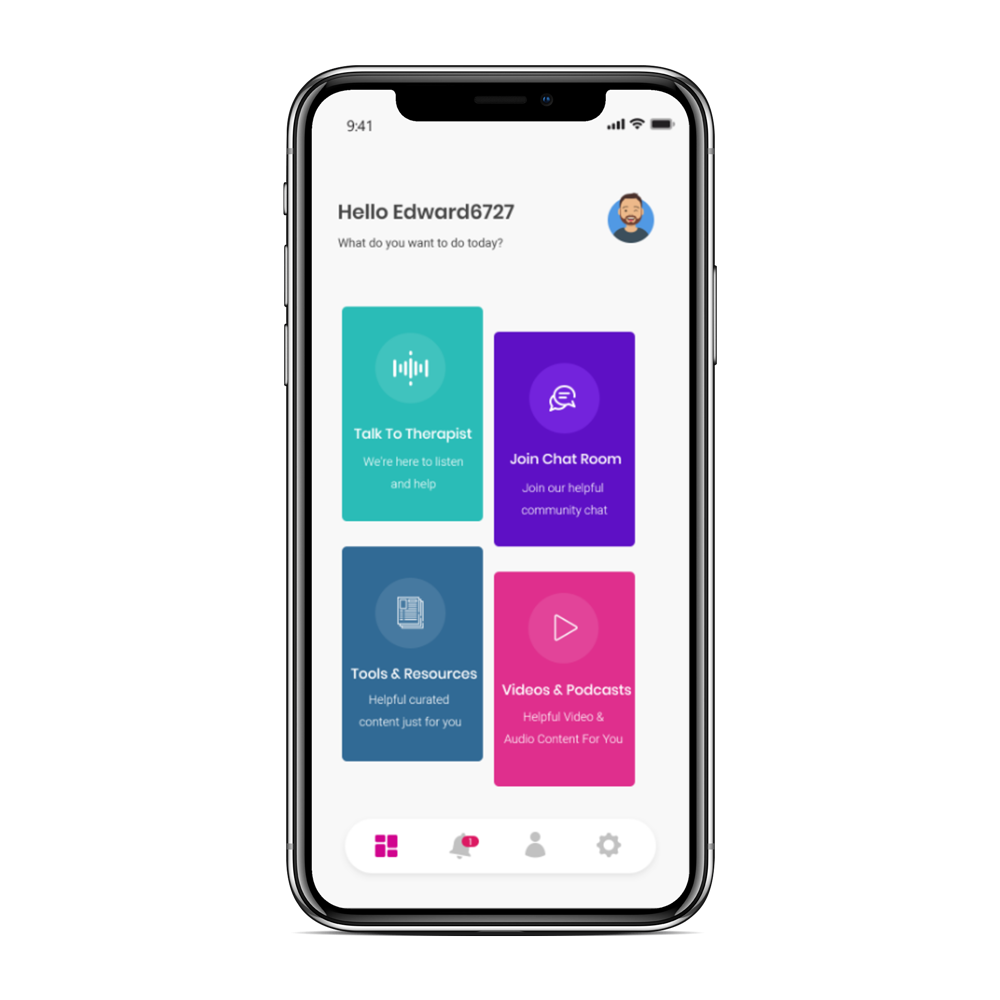 9:41
Hello Edward6727
What do you want to do today?
Talk To Therapist
We're here to listen
and help
Join Chat Room
Join our helpful
community chat
Tools & Resources
Helpful curated
content just for you
Videos & Podcasts
Helpful Video &
Audio Content For You
1